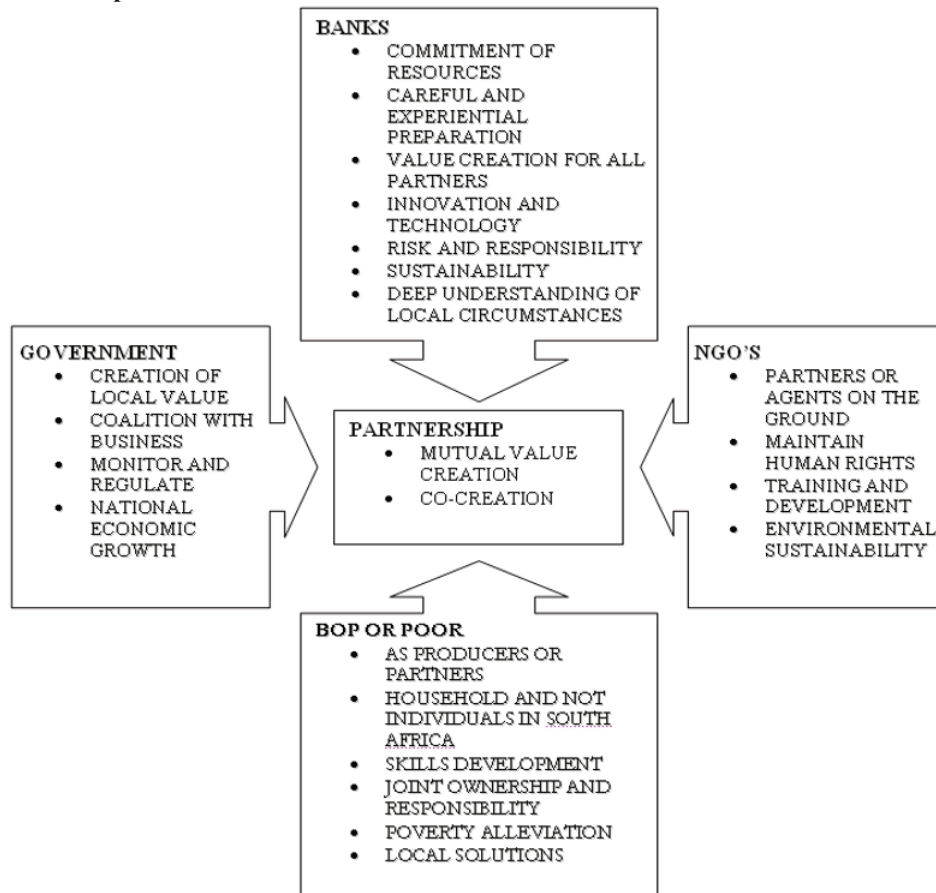 BANKS
• COMMITMENT OF
RESOURCES
• CAREFUL AND
EXPERIENTIAL
PREPARATION
• VALUE CREATION FOR ALL
PARTNERS
• INNOVATION AND
TECHNOLOGY
• RISK AND RESPONSIBILITY
• SUSTAINABILITY
• DEEP UNDERSTANDING OF
LOCAL CIRCUMSTANCES
GOVERNMENT
• CREATION OF
LOCAL VALUE
• COALITION WITH
BUSINESS
• MONITOR AND
REGULATE
• NATIONAL
ECONOMIC
GROWTH
PARTNERSHIP
• MUTUAL VALUE
CREATION
• CO-CREATION
NGO'S
• PARTNERS OR
AGENTS ON THE
GROUND
• MAINTAIN
HUMAN RIGHTS
• TRAINING AND
DEVELOPMENT
• ENVIRONMENTAL
SUSTAINABILITY
BOP OR POOR
• AS PRODUCERS OR
PARTNERS
• HOUSEHOLD AND NOT
INDIVIDUALS IN SOUTH
AFRICA
• SKILLS DEVELOPMENT
• JOINT OWNERSHIP AND
RESPONSIBILITY
• POVERTY ALLEVIATION
• LOCAL SOLUTIONS